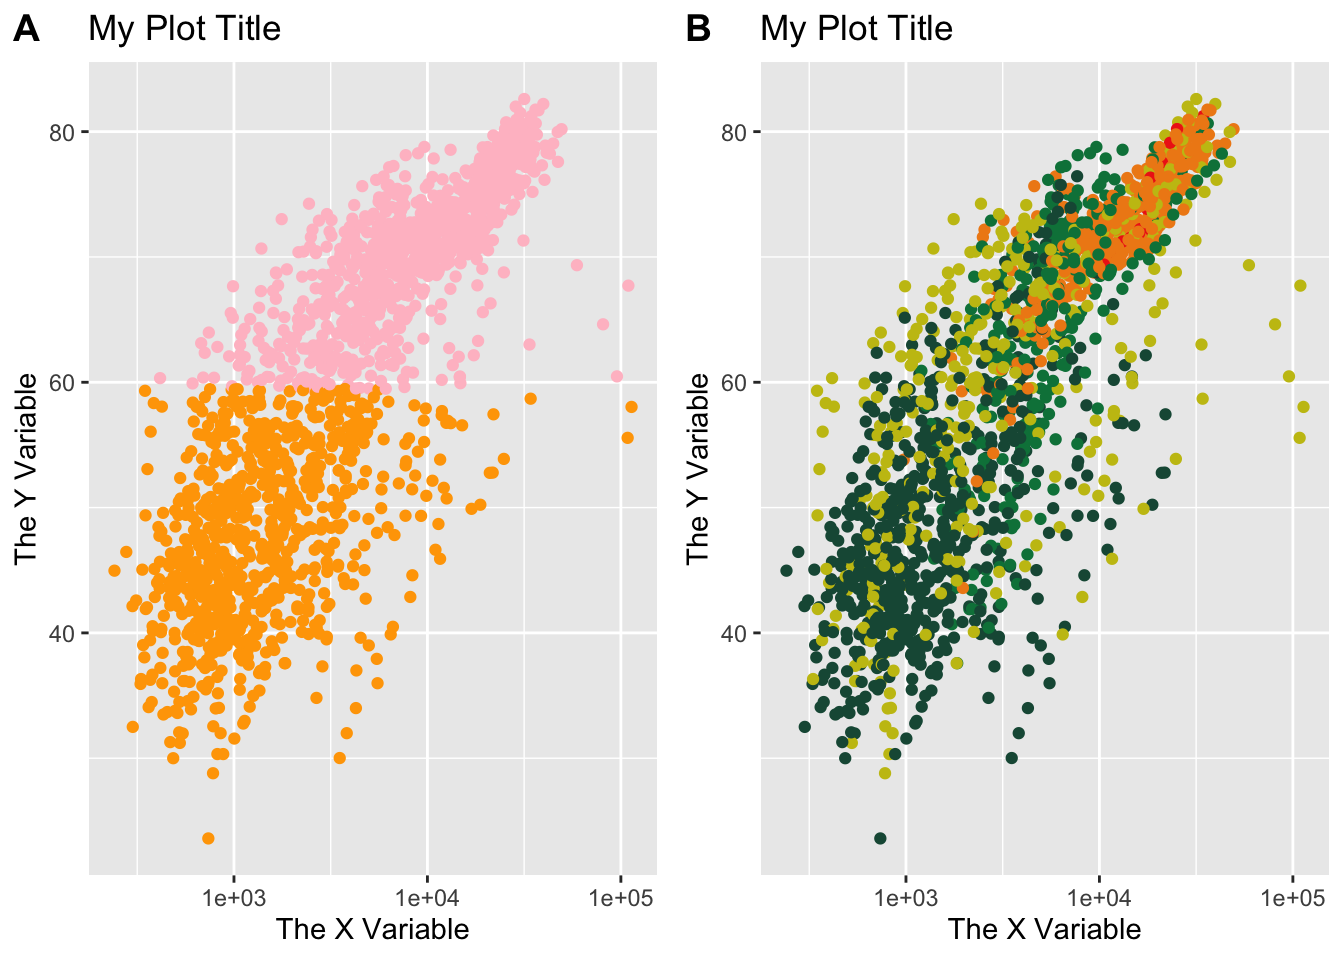 A My Plot Title
80
60
40
The Y Variable
1e+03 1e+04 1e+05
The X Variable
B My Plot Title
80
60
40
The Y Variable
1e+03 1e+04 1e+05
The X Variable